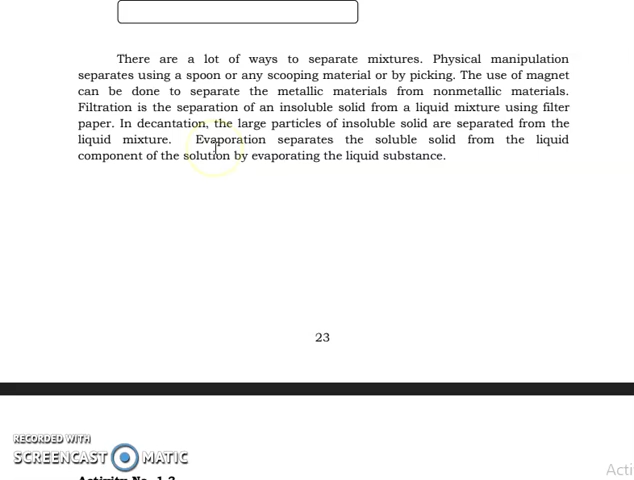 There are a lot of ways to separate mixtures. Physical manipulation
separates using a spoon or any scooping material or by picking. The use of magnet
can be done to separate the metallic materials from nonmetallic materials.
Filtration is the separation of an insoluble solid from a liquid mixture using filter
paper. In decantation, the large particles of insoluble solid are separated from the
liquid mixture. Evaporation separates the soluble solid from the liquid
component of the solution by evaporating the liquid substance.
23
RECORDED WITH
SCREENCAST MATIC
Acti
Activity No. 1.3